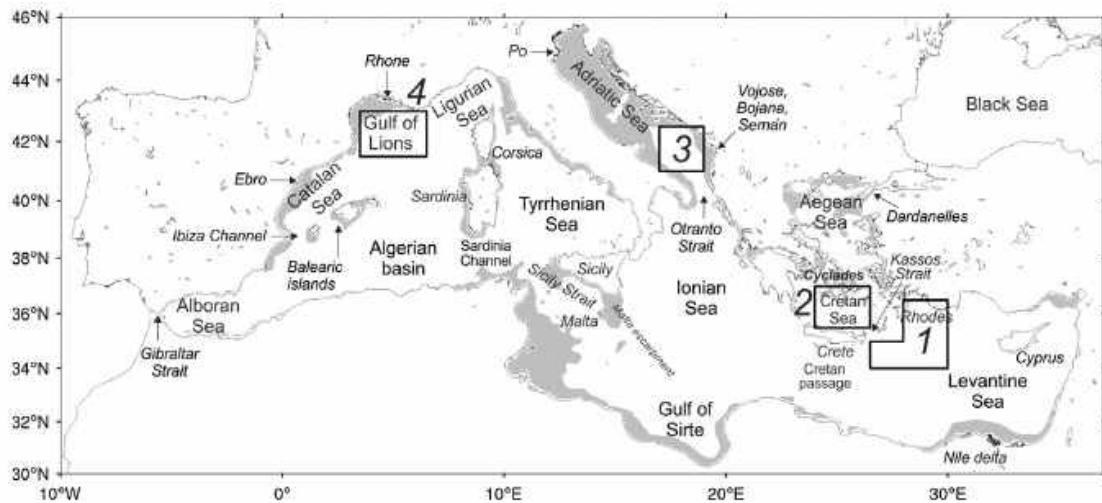 46°N
44°N
42°N
40°N
38°N
36°N
34°N
32°N
30°N
10°W
0°
10°E
20°E
30°E
Rhone
4
Ligurian
Sea
Gulf of
Lions
Corsica
Ebro
Catalan
Sea
Sardinia
Ibiza Channel
Balearic
islands
Algerian
basin
Sardinia
Channel
Alboran
Sea
Gibraltar
Strait
Po
Adriatic Sea
3
Vojose,
Bojana,
Seman
Tyrrhenian
Sea
Otranto
Strait
Sicily
Sicily Strait
Malta
Malta escarpment
Ionian
Sea
Gulf of
Sirte
Black Sea
Aegean
Sea
Dardanelles
Kassos
Strait
Cyclades
2
Cretan
Sea
Rhodes
1
Crete
Cretan
passage
Cyprus
Levantine
Sea
Nile delta